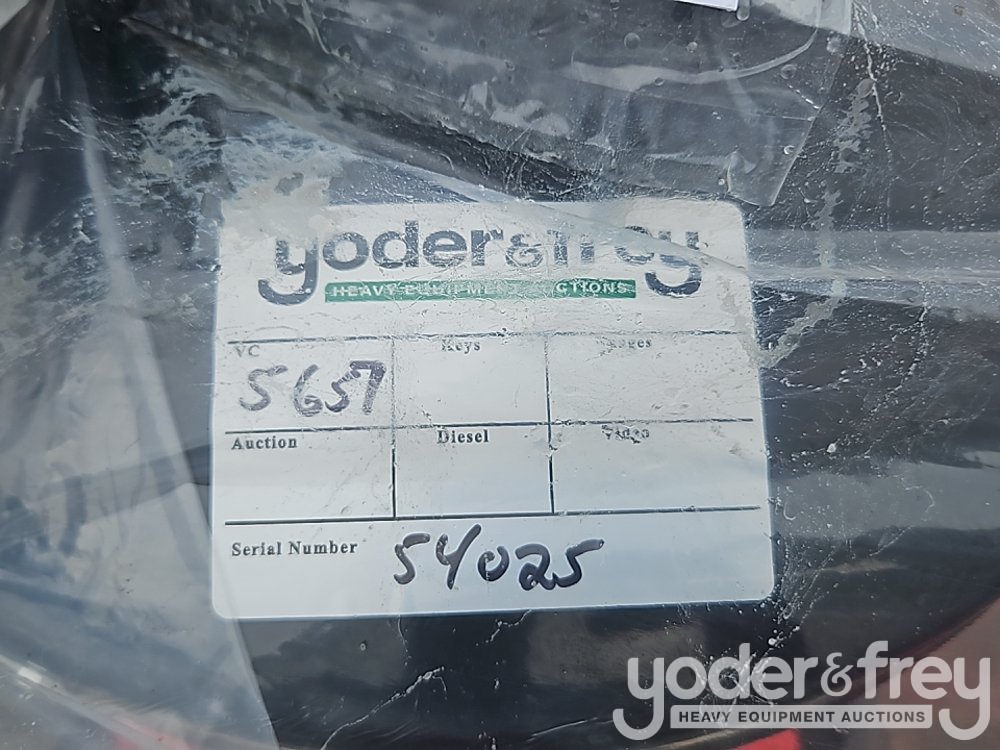 yoder&frey
HEAVY EQUIPMENT AUCTIONS
VC Keys Gauges
5657
Auction Diesel Video
Serial Number 54025
yoder&frey
HEAVY EQUIPMENT AUCTIONS